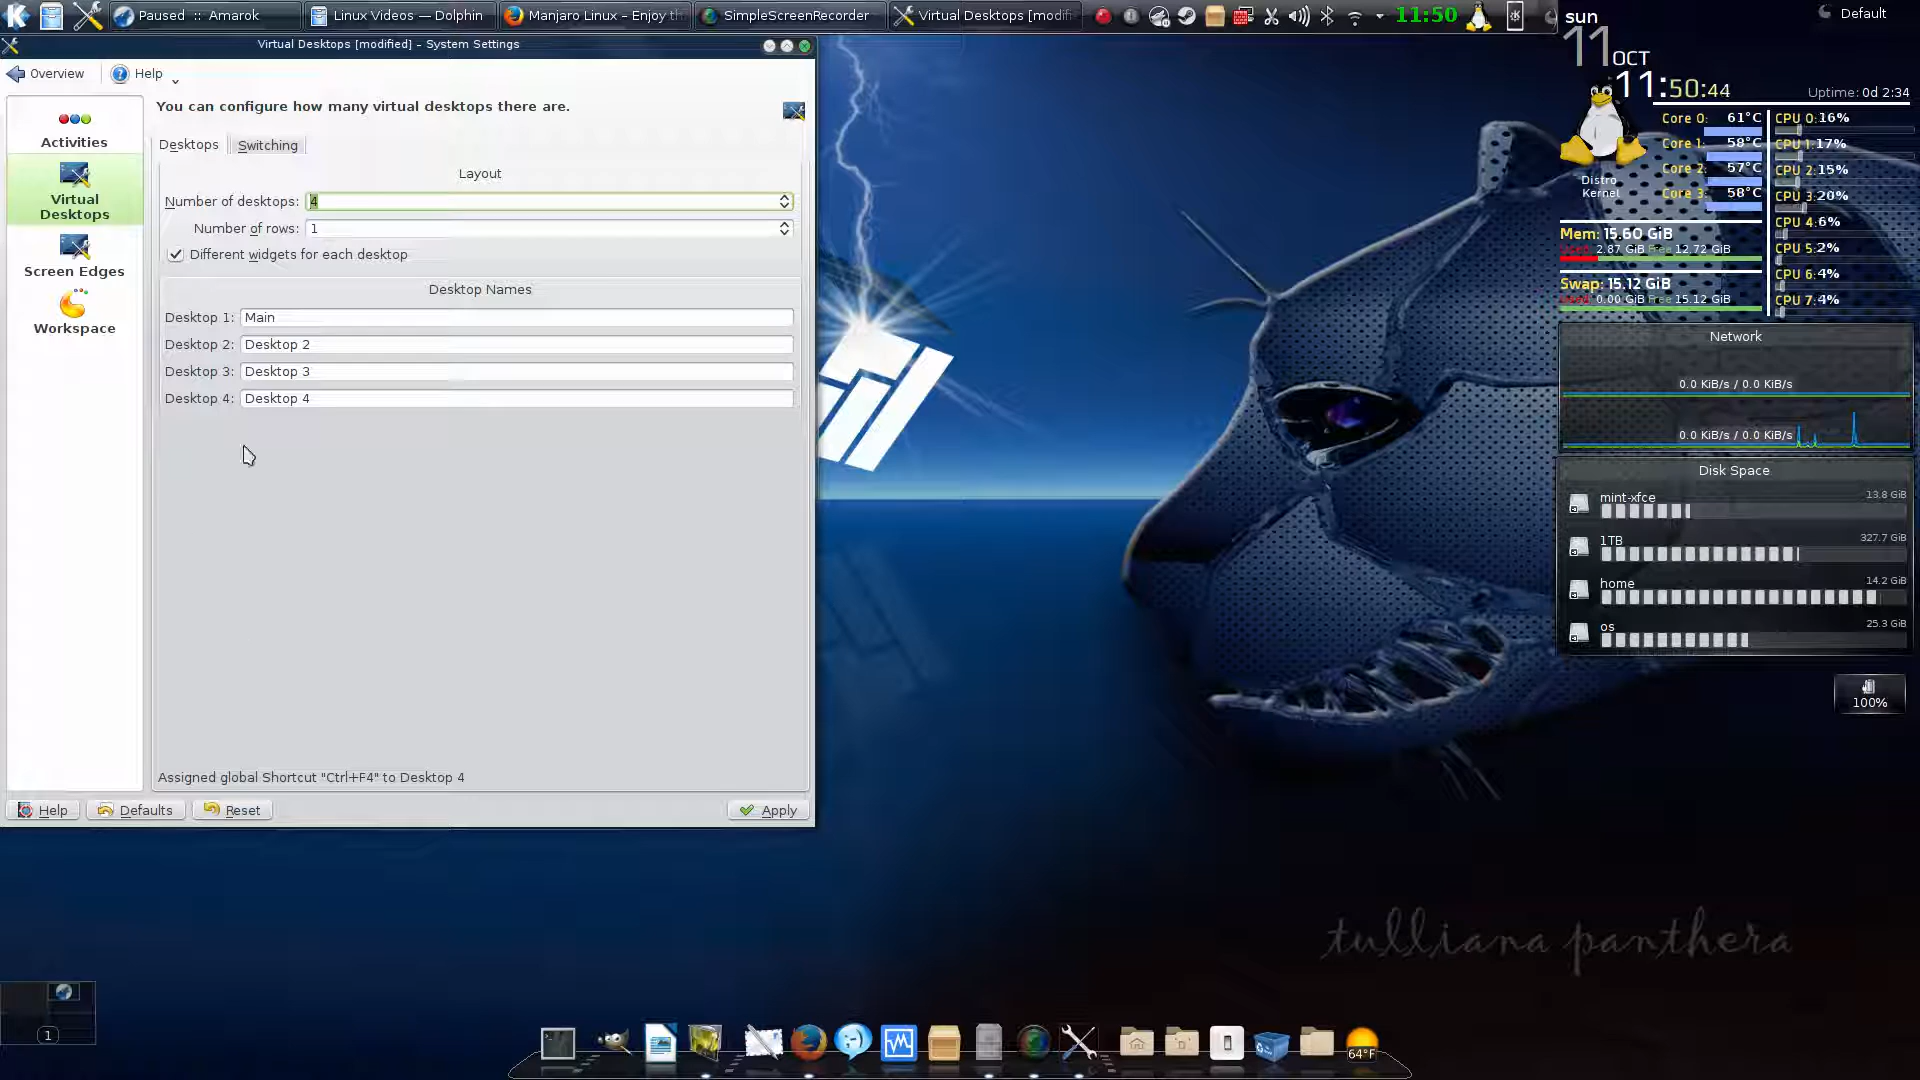 Paused :: Amarok
Linux Videos — Dolphin
Manjaro Linux – Enjoy th
SimpleScreenRecorder
Virtual Desktops [modifi
11:50
sun
11 OCT
11:50:44
Default
Uptime: 0d 2:34
Virtual Desktops [modified] – System Settings
Overview
Help
You can configure how many virtual desktops there are.
Activities
Virtual
Desktops
Screen Edges
Workspace
Desktops
Switching
Layout
Number of desktops: 4
Number of rows: 1
Different widgets for each desktop
Desktop Names
Desktop 1: Main
Desktop 2: Desktop 2
Desktop 3: Desktop 3
Desktop 4: Desktop 4
Assigned global Shortcut "Ctrl+F4" to Desktop 4
Help
Defaults
Reset
Apply
Distro
Kernel
Core 0: 61°C
Core 1: 58°C
Core 2: 57°C
Core 3: 58°C
CPU 0: 16%
CPU 1: 17%
CPU 2: 15%
CPU 3: 20%
CPU 4: 6%
CPU 5: 2%
CPU 6: 4%
CPU 7: 4%
Mem: 15.60 GiB
Used 2.87 GiB Free 12.72 GiB
Swap: 15.12 GiB
Used 0.00 GiB Free 15.12 GiB
Network
0.0 KiB/s / 0.0 KiB/s
0.0 KiB/s / 0.0 KiB/s
Disk Space
mint-xfce 13.8 GiB
1TB 327.7 GiB
home 14.2 GiB
os 25.3 GiB
100%
tulliana panthera
1
64°F